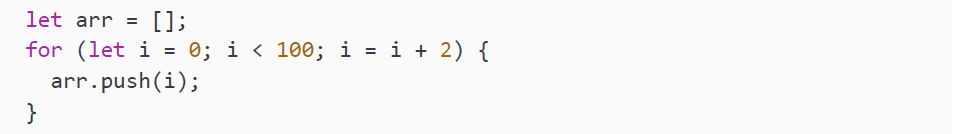 let arr = [];
for (let i = 0; i < 100; i = i + 2) {
  arr.push(i);
}